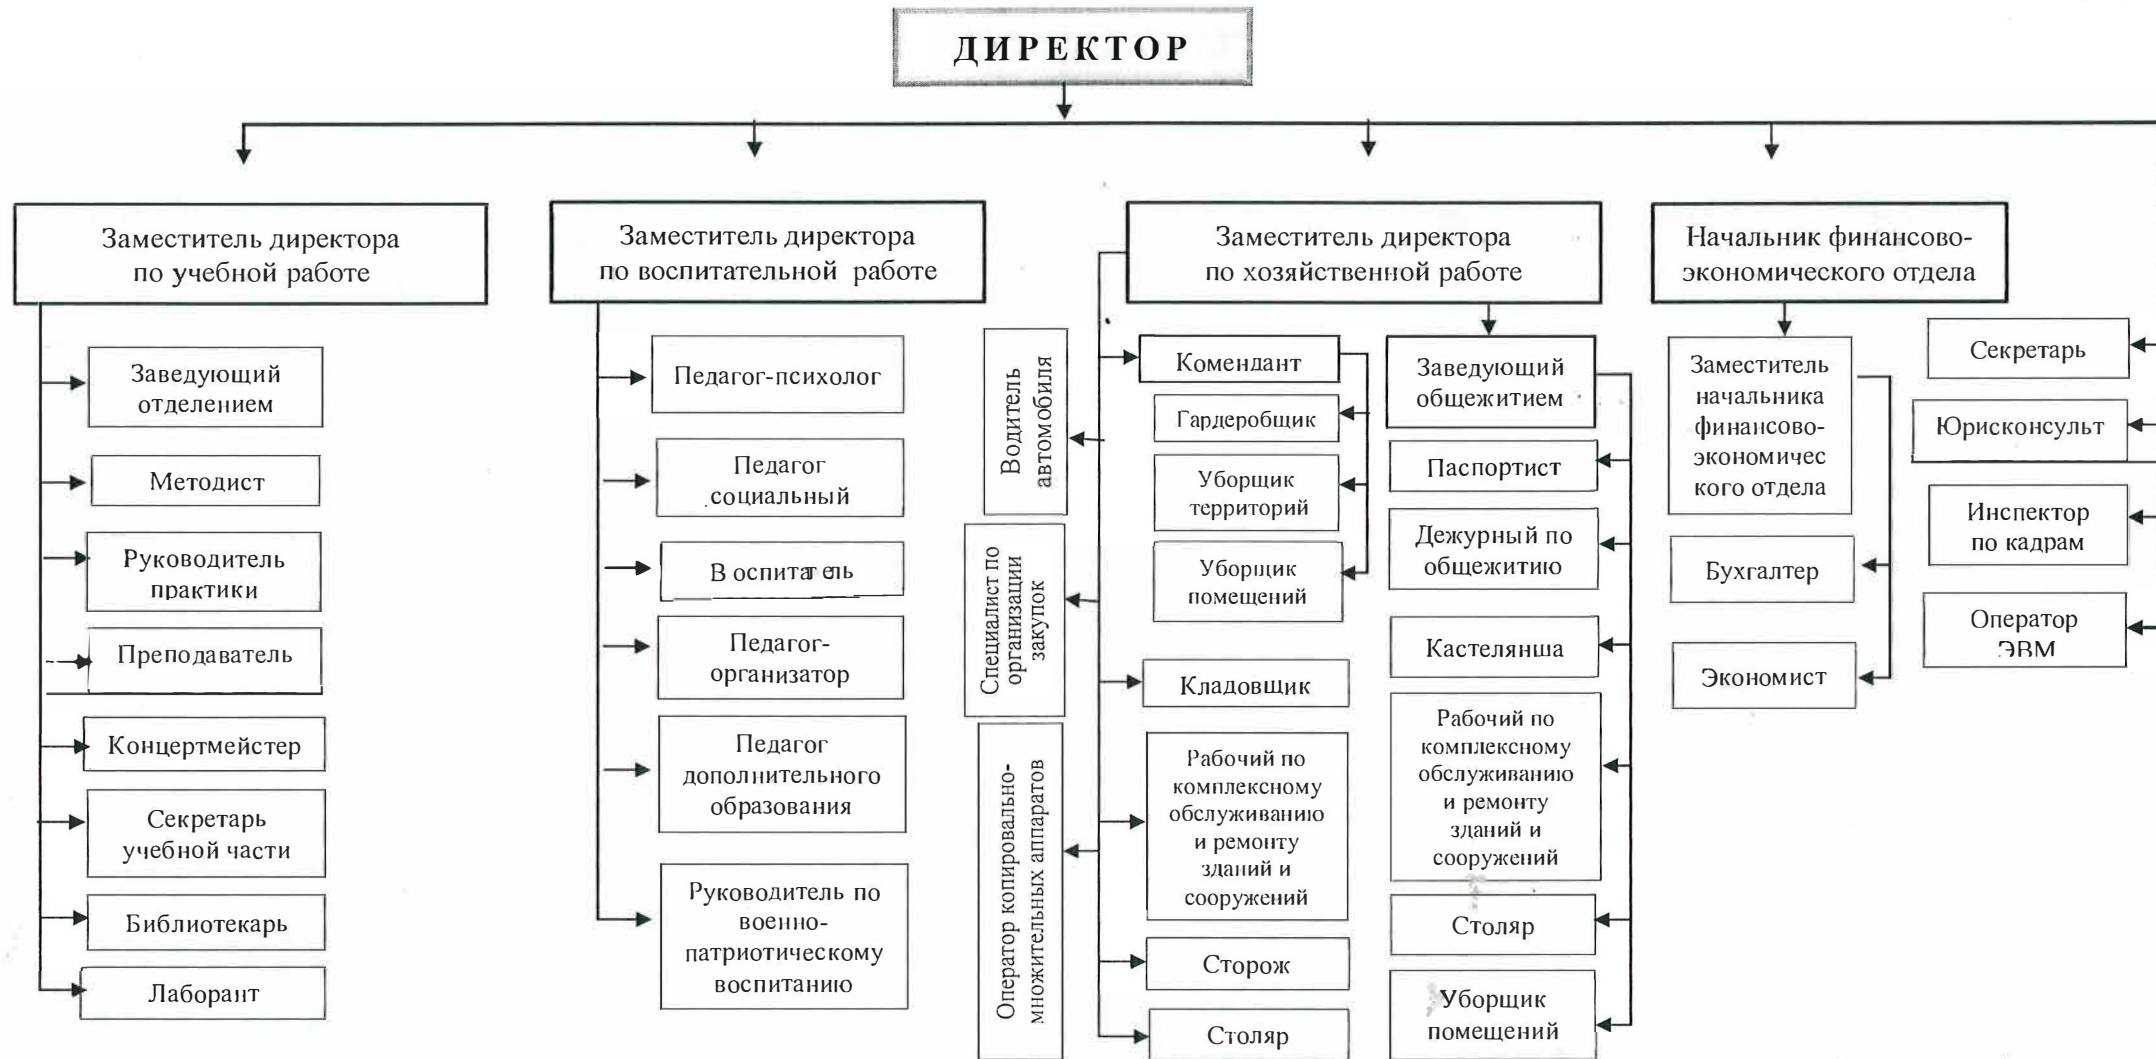 ДИРЕКТОР
Заместитель директора
по учебной работе
Заведующий
отделением
Методист
Руководитель
практики
Преподаватель
Концертмейстер
Секретарь
учебной части
Библиотекарь
Лаборант
Заместитель директора
по воспитательной работе
Педагог-психолог
Педагог
социальный
Воспитатель
Педагог-
организатор
Педагог
дополнительного
образования
Руководитель по
военно-
патриотическому
воспитанию
Заместитель директора
по хозяйственной работе
Водитель
автомобиля
Специалист по
организации
закупок
Оператор копировально-
множительных аппаратов
Комендант
Гардеробщик
Уборщик
территорий
Уборщик
помещений
Кладовщик
Рабочий по
комплексному
обслуживанию
и ремонту
зданий и
сооружений
Сторож
Столяр
Заведующий
общежитием
Паспортист
Дежурный по
общежитию
Кастелянша
Рабочий по
комплексному
обслуживанию
и ремонту
зданий и
сооружений
Столяр
Уборщик
помещений
Начальник финансово-
экономического отдела
Заместитель
начальника
финансово-
экономичес
кого отдела
Бухгалтер
Экономист
Секретарь
Юрисконсульт
Инспектор
по кадрам
Оператор
ЭВМ